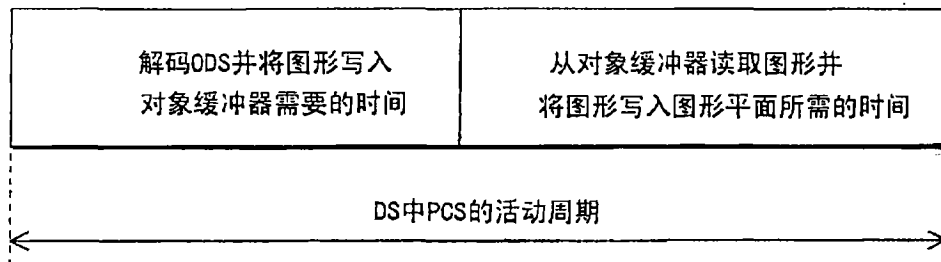 解码ODS并将图形写入
对象缓冲器需要的时间
从对象缓冲器读取图形并
将图形写入图形平面所需的时间
DS中PCS的活动周期